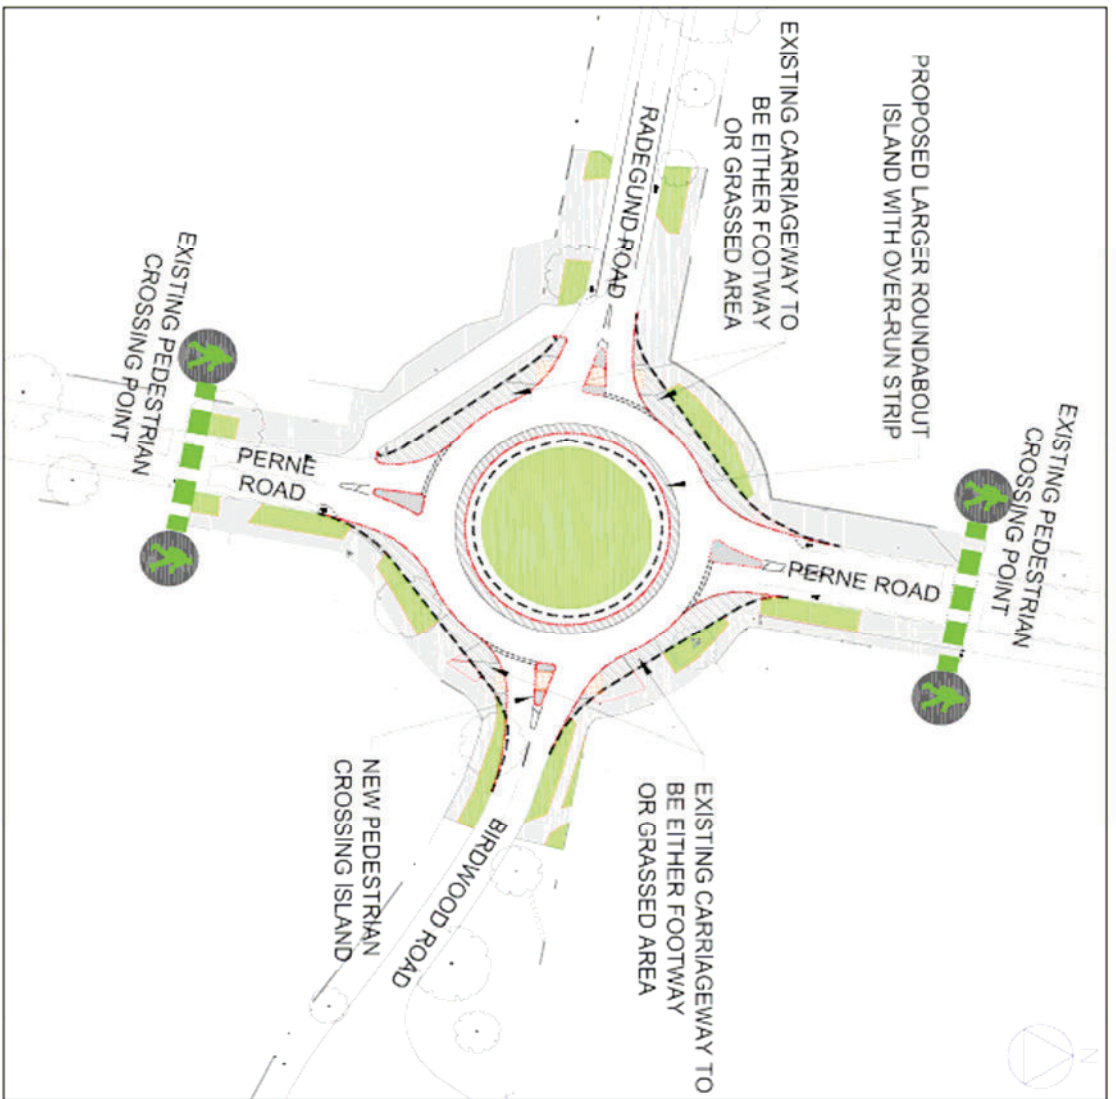 PROPOSED LARGER ROUNDABOUT
ISLAND WITH OVER-RUN STRIP
EXISTING CARRIAGEWAY TO
BE EITHER FOOTWAY
OR GRASSED AREA
RADEGUND ROAD
EXISTING PEDESTRIAN
CROSSING POINT
PERNE ROAD
EXISTING PEDESTRIAN
CROSSING POINT
PERNE
ROAD
EXISTING CARRIAGEWAY TO
BE EITHER FOOTWAY
OR GRASSED AREA
NEW PEDESTRIAN
CROSSING ISLAND
BIRDWOOD ROAD
N